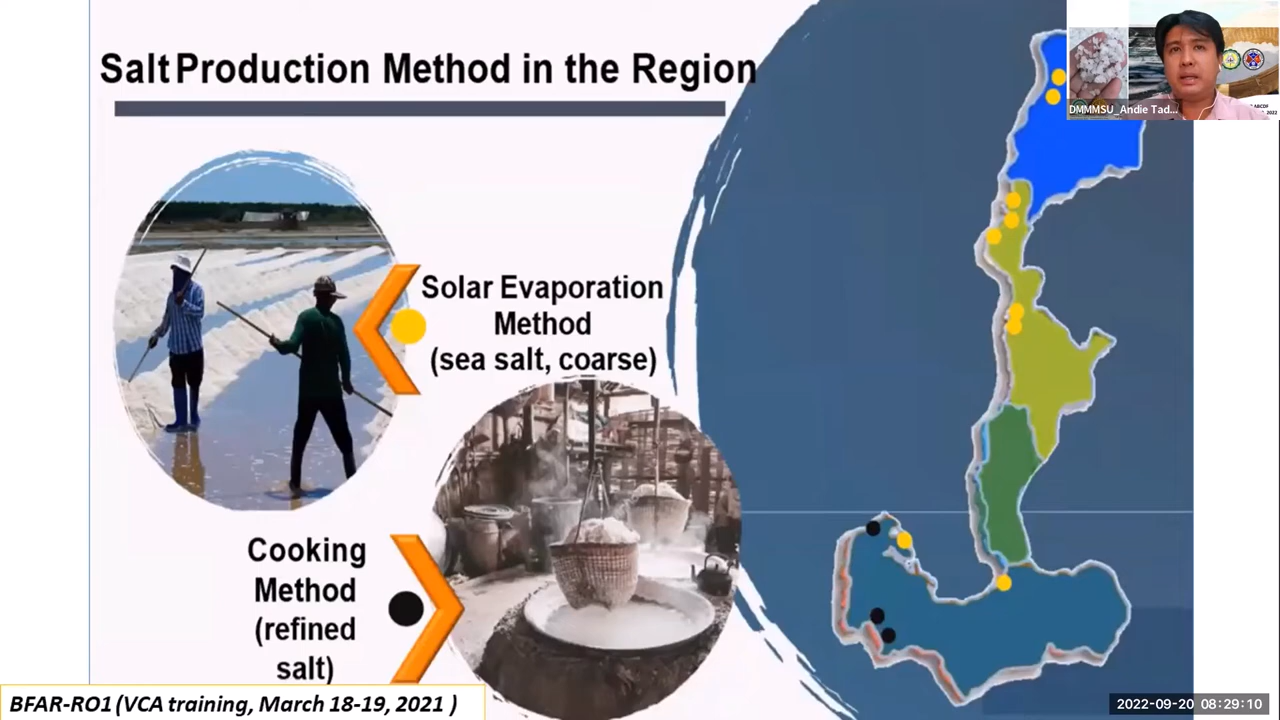 Salt Production Method in the Region
DMMMSU_Andie Tad...
Solar Evaporation
Method
(sea salt, coarse)
Cooking
Method
(refined
salt)
BFAR-RO1 (VCA training, March 18-19, 2021 )
2022-09-20 08:29:10